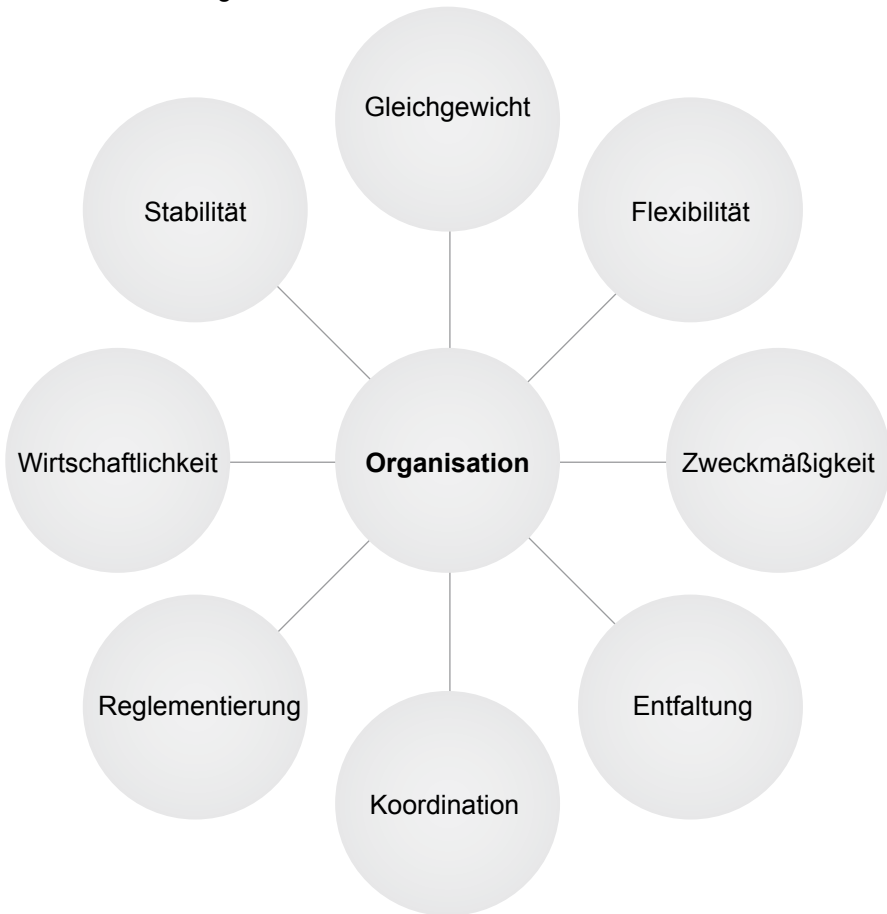 Gleichgewicht
Stabilität
Flexibilität
Wirtschaftlichkeit
Organisation
Zweckmäßigkeit
Reglementierung
Entfaltung
Koordination